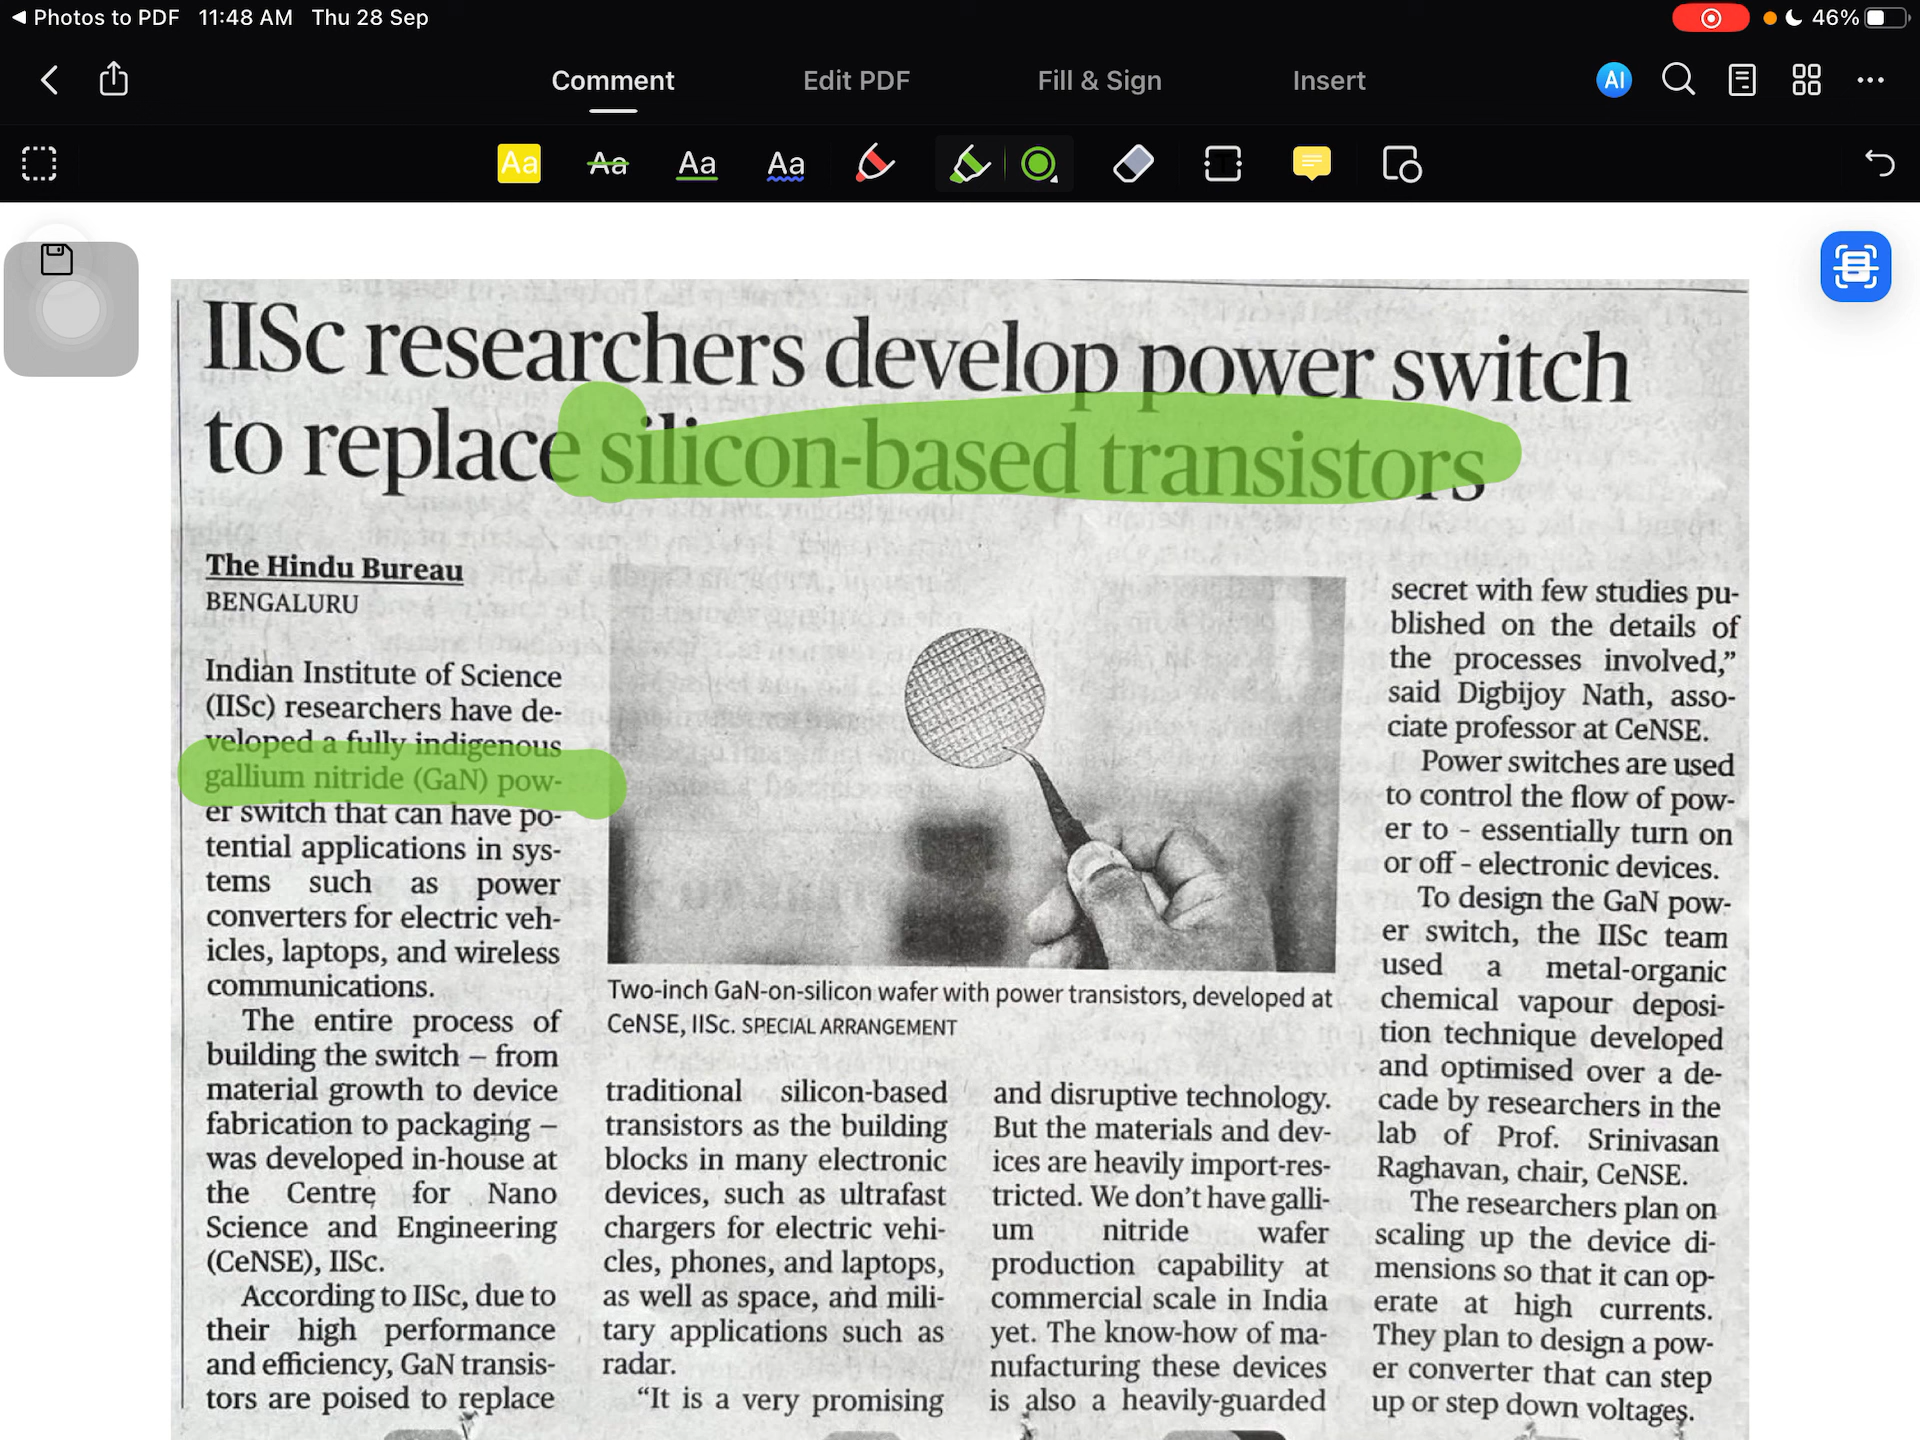 Photos to PDF 11:48 AM Thu 28 Sep
46%
Comment Edit PDF Fill & Sign Insert
AI
Aa Aa Aa Aa
T
IISc researchers develop power switch
to replace silicon-based transistors
The Hindu Bureau
BENGALURU
Indian Institute of Science
(IISc) researchers have de-
veloped a fully indigenous
gallium nitride (GaN) pow-
er switch that can have po-
tential applications in sys-
tems such as power
converters for electric veh-
icles, laptops, and wireless
communications.
The entire process of
building the switch – from
material growth to device
fabrication to packaging –
was developed in-house at
the Centre for Nano
Science and Engineering
(CeNSE), IISc.
According to IISc, due to
their high performance
and efficiency, GaN transis-
tors are poised to replace
Two-inch GaN-on-silicon wafer with power transistors, developed at
CeNSE, IISc. SPECIAL ARRANGEMENT
traditional silicon-based
transistors as the building
blocks in many electronic
devices, such as ultrafast
chargers for electric vehi-
cles, phones, and laptops,
as well as space, and mili-
tary applications such as
radar.
“It is a very promising
and disruptive technology.
But the materials and dev-
ices are heavily import-res-
tricted. We don’t have galli-
um nitride wafer
production capability at
commercial scale in India
yet. The know-how of ma-
nufacturing these devices
is also a heavily-guarded
secret with few studies pu-
blished on the details of
the processes involved,”
said Digbijoy Nath, asso-
ciate professor at CeNSE.
Power switches are used
to control the flow of pow-
er to - essentially turn on
or off - electronic devices.
To design the GaN pow-
er switch, the IISc team
used a metal-organic
chemical vapour deposi-
tion technique developed
and optimised over a de-
cade by researchers in the
lab of Prof. Srinivasan
Raghavan, chair, CeNSE.
The researchers plan on
scaling up the device di-
mensions so that it can op-
erate at high currents.
They plan to design a pow-
er converter that can step
up or step down voltages.